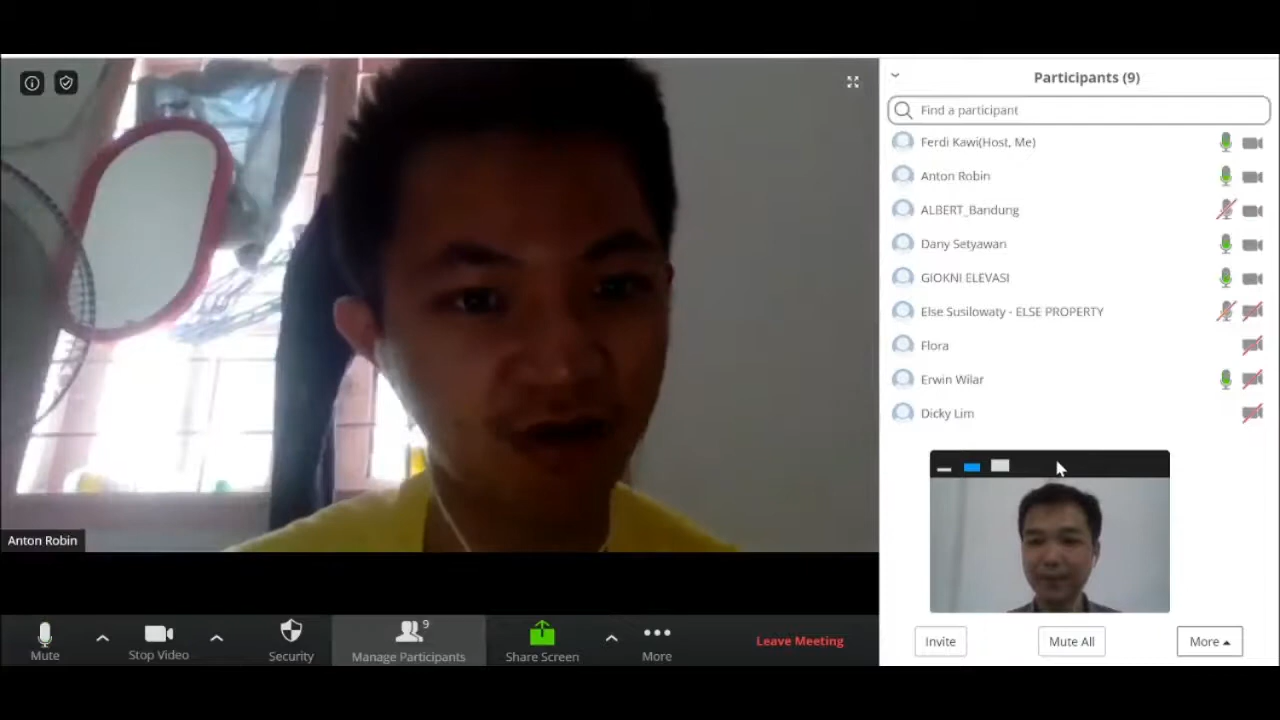 Participants (9)
Find a participant
Ferdi Kawi(Host, Me)
Anton Robin
ALBERT_Bandung
Dany Setyawan
GIOKNI ELEVASI
Else Susilowaty - ELSE PROPERTY
Flora
Erwin Wilar
Dicky Lim
Anton Robin
9
Mute
Stop Video
Security
Manage Participants
Share Screen
More
Leave Meeting
Invite
Mute All
More